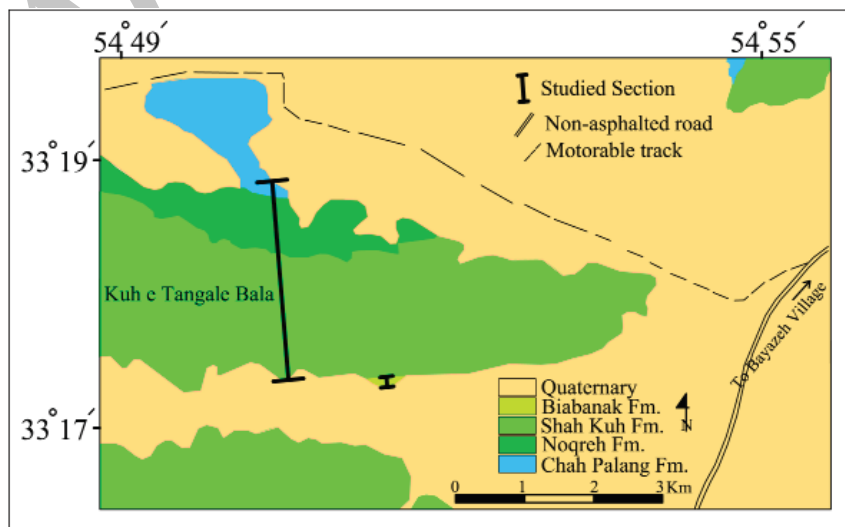 54°49′
54°55′
Studied Section
Non-asphalted road
Motorable track
33°19′
Kuh e Tangale Bala
To Bayazeh Village
Quaternary
Biabanak Fm.
Shah Kuh Fm.
Noqreh Fm.
Chah Palang Fm.
N
33°17′
0 1 2 3 Km